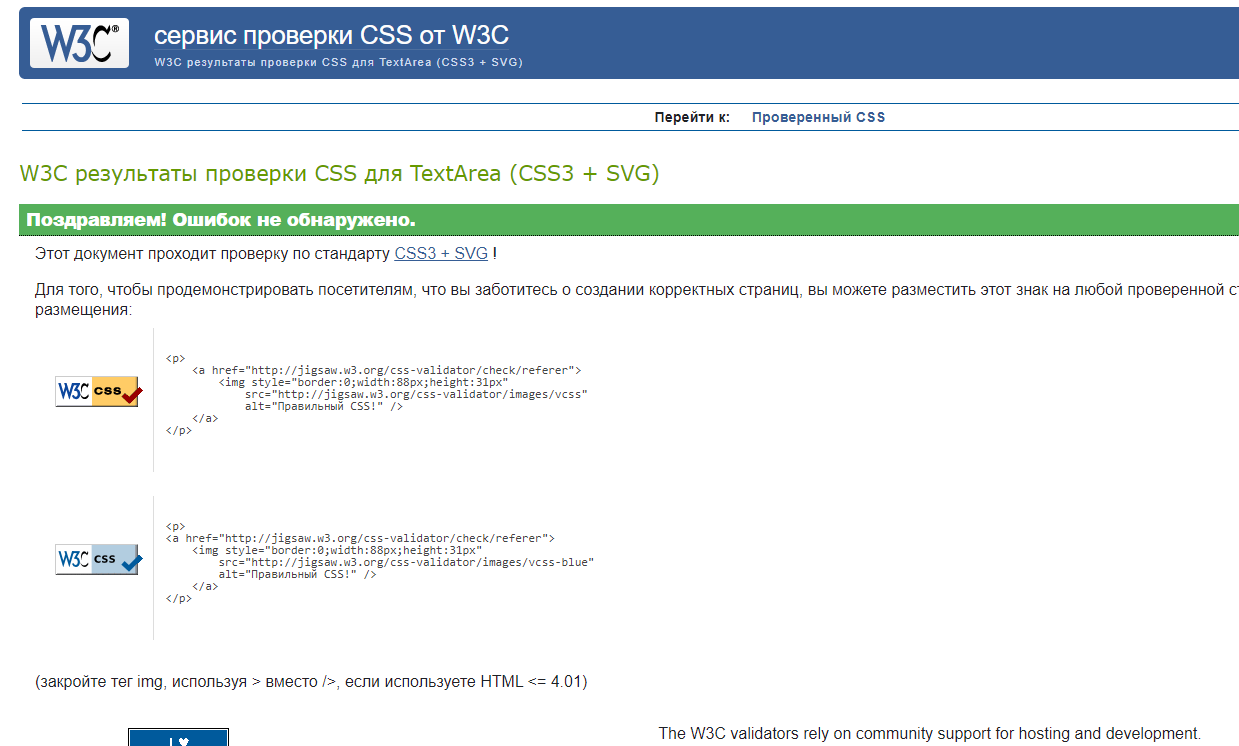 W3C®
сервис проверки CSS от W3C
W3C результаты проверки CSS для TextArea (CSS3 + SVG)
Перейти к: Проверенный CSS
W3C результаты проверки CSS для TextArea (CSS3 + SVG)
Поздравляем! Ошибок не обнаружено.
Этот документ проходит проверку по стандарту CSS3 + SVG !
Для того, чтобы продемонстрировать посетителям, что вы заботитесь о создании корректных страниц, вы можете разместить этот знак на любой проверенной
размещения:
W3C css
<p>
<a href="http://jigsaw.w3.org/css-validator/check/referer">
<img style="border:0;width:88px;height:31px"
src="http://jigsaw.w3.org/css-validator/images/vcss"
alt="Правильный CSS!" />
</a>
</p>
W3C css
<p>
<a href="http://jigsaw.w3.org/css-validator/check/referer">
<img style="border:0;width:88px;height:31px"
src="http://jigsaw.w3.org/css-validator/images/vcss-blue"
alt="Правильный CSS!" />
</a>
</p>
(закройте тег img, используя > вместо />, если используете HTML <= 4.01)
I ♥
The W3C validators rely on community support for hosting and development.